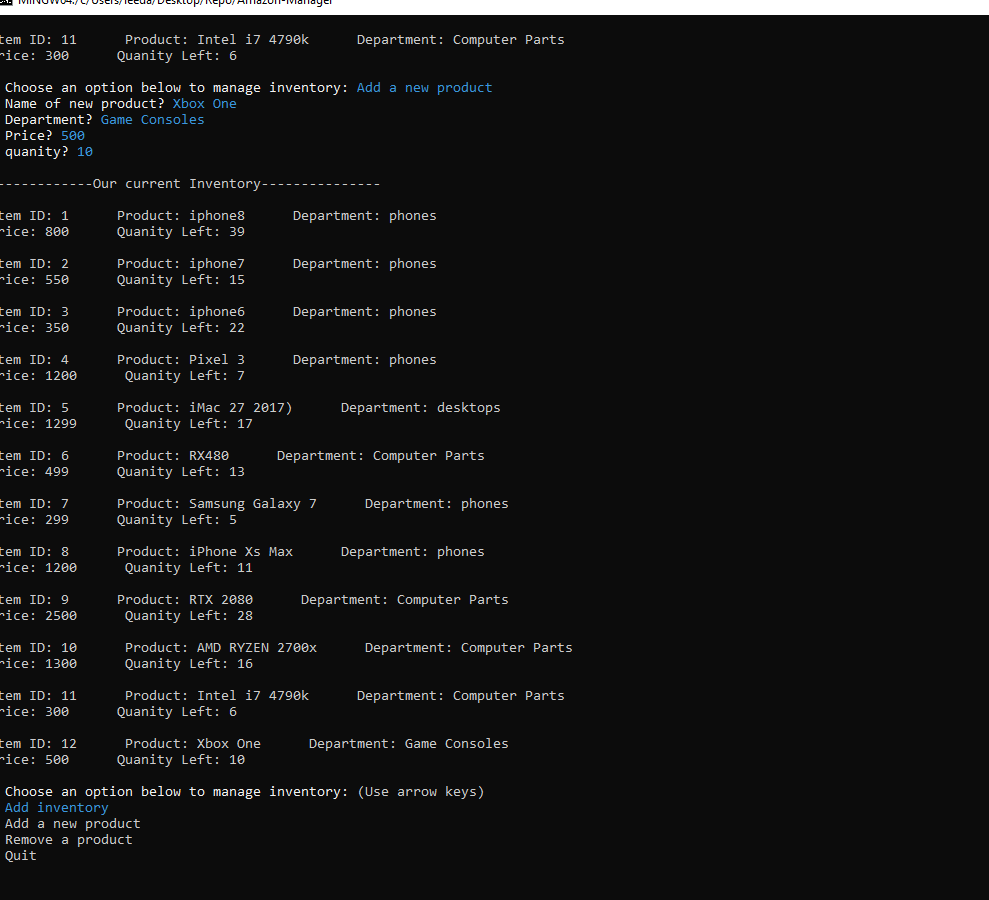 MINGW64:/c/Users/leeda/Desktop/Repo/Amazon-Manager
tem ID: 11 Product: Intel i7 4790k Department: Computer Parts
rice: 300 Quanity Left: 6
Choose an option below to manage inventory: Add a new product
Name of new product? Xbox One
Department? Game Consoles
Price? 500
quanity? 10
------------Our current Inventory---------------
tem ID: 1 Product: iphone8 Department: phones
rice: 800 Quanity Left: 39
tem ID: 2 Product: iphone7 Department: phones
rice: 550 Quanity Left: 15
tem ID: 3 Product: iphone6 Department: phones
rice: 350 Quanity Left: 22
tem ID: 4 Product: Pixel 3 Department: phones
rice: 1200 Quanity Left: 7
tem ID: 5 Product: iMac 27 2017) Department: desktops
rice: 1299 Quanity Left: 17
tem ID: 6 Product: RX480 Department: Computer Parts
rice: 499 Quanity Left: 13
tem ID: 7 Product: Samsung Galaxy 7 Department: phones
rice: 299 Quanity Left: 5
tem ID: 8 Product: iPhone Xs Max Department: phones
rice: 1200 Quanity Left: 11
tem ID: 9 Product: RTX 2080 Department: Computer Parts
rice: 2500 Quanity Left: 28
tem ID: 10 Product: AMD RYZEN 2700x Department: Computer Parts
rice: 1300 Quanity Left: 16
tem ID: 11 Product: Intel i7 4790k Department: Computer Parts
rice: 300 Quanity Left: 6
tem ID: 12 Product: Xbox One Department: Game Consoles
rice: 500 Quanity Left: 10
Choose an option below to manage inventory: (Use arrow keys)
Add inventory
Add a new product
Remove a product
Quit